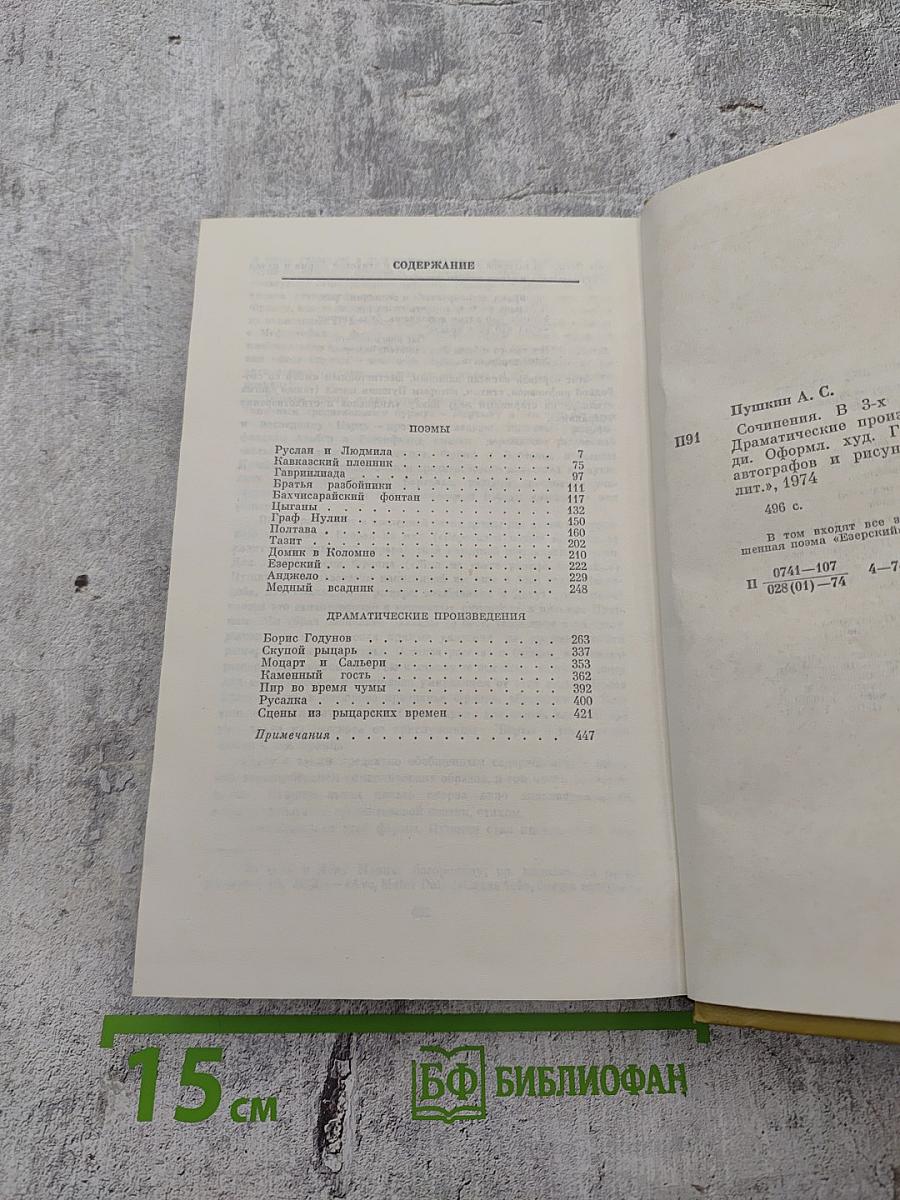 СОДЕРЖАНИЕ
ПОЭМЫ
Руслан и Людмила . . . . . . . . . . . . 7
Кавказский пленник . . . . . . . . . . . 75
Гавриилиада . . . . . . . . . . . . . . 97
Братья разбойники . . . . . . . . . . . 111
Бахчисарайский фонтан . . . . . . . . . 117
Цыганы . . . . . . . . . . . . . . . . 132
Граф Нулин . . . . . . . . . . . . . . 150
Полтава . . . . . . . . . . . . . . . . 160
Тазит . . . . . . . . . . . . . . . . . 202
Домик в Коломне . . . . . . . . . . . . 210
Езерский . . . . . . . . . . . . . . . 222
Анджело . . . . . . . . . . . . . . . . 229
Медный всадник . . . . . . . . . . . . 248
ДРАМАТИЧЕСКИЕ ПРОИЗВЕДЕНИЯ
Борис Годунов . . . . . . . . . . . . . 263
Скупой рыцарь . . . . . . . . . . . . . 337
Моцарт и Сальери . . . . . . . . . . . 353
Каменный гость . . . . . . . . . . . . 362
Пир во время чумы . . . . . . . . . . . 392
Русалка . . . . . . . . . . . . . . . . 400
Сцены из рыцарских времен . . . . . . . 421
Примечания . . . . . . . . . . . . . . 447
Пушкин А. С.
П91
Сочинения. В 3-х
Драматические произ
ди. Оформл. худ. Г
автографов и рисун
лит.», 1974
496 с.
В том входят все
шенная поэма «Езерский»
П 0741—107 4—7
028(01)—74
15 см
БФ БИБЛИОФАН